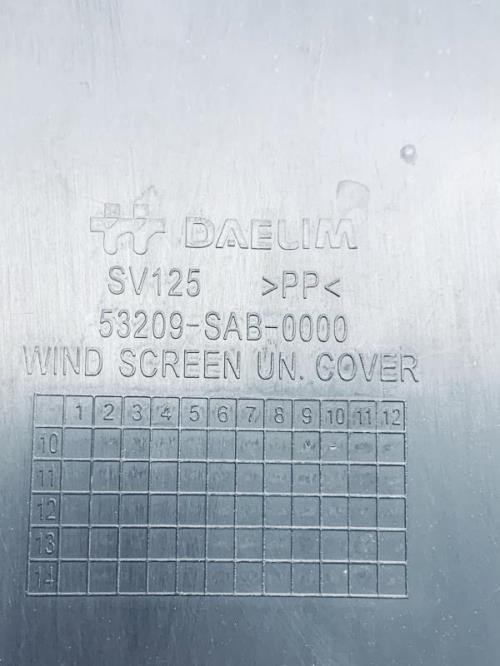 DAELIM
SV125 >PP<
53209-SAB-0000
WIND SCREEN UN. COVER
1 2 3 4 5 6 7 8 9 10 11 12
10
11
12
13
14